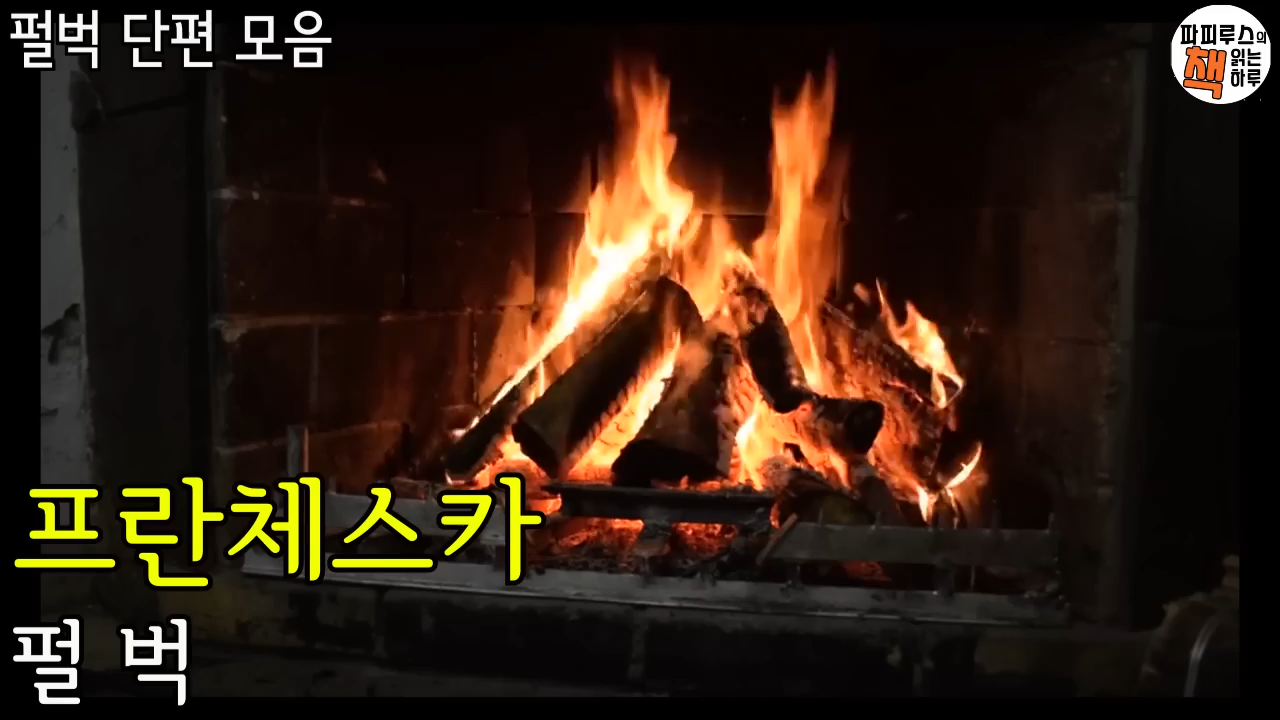 펄벅 단편 모음
파피루스의
책 읽는
하루
프란체스카
펄 벅